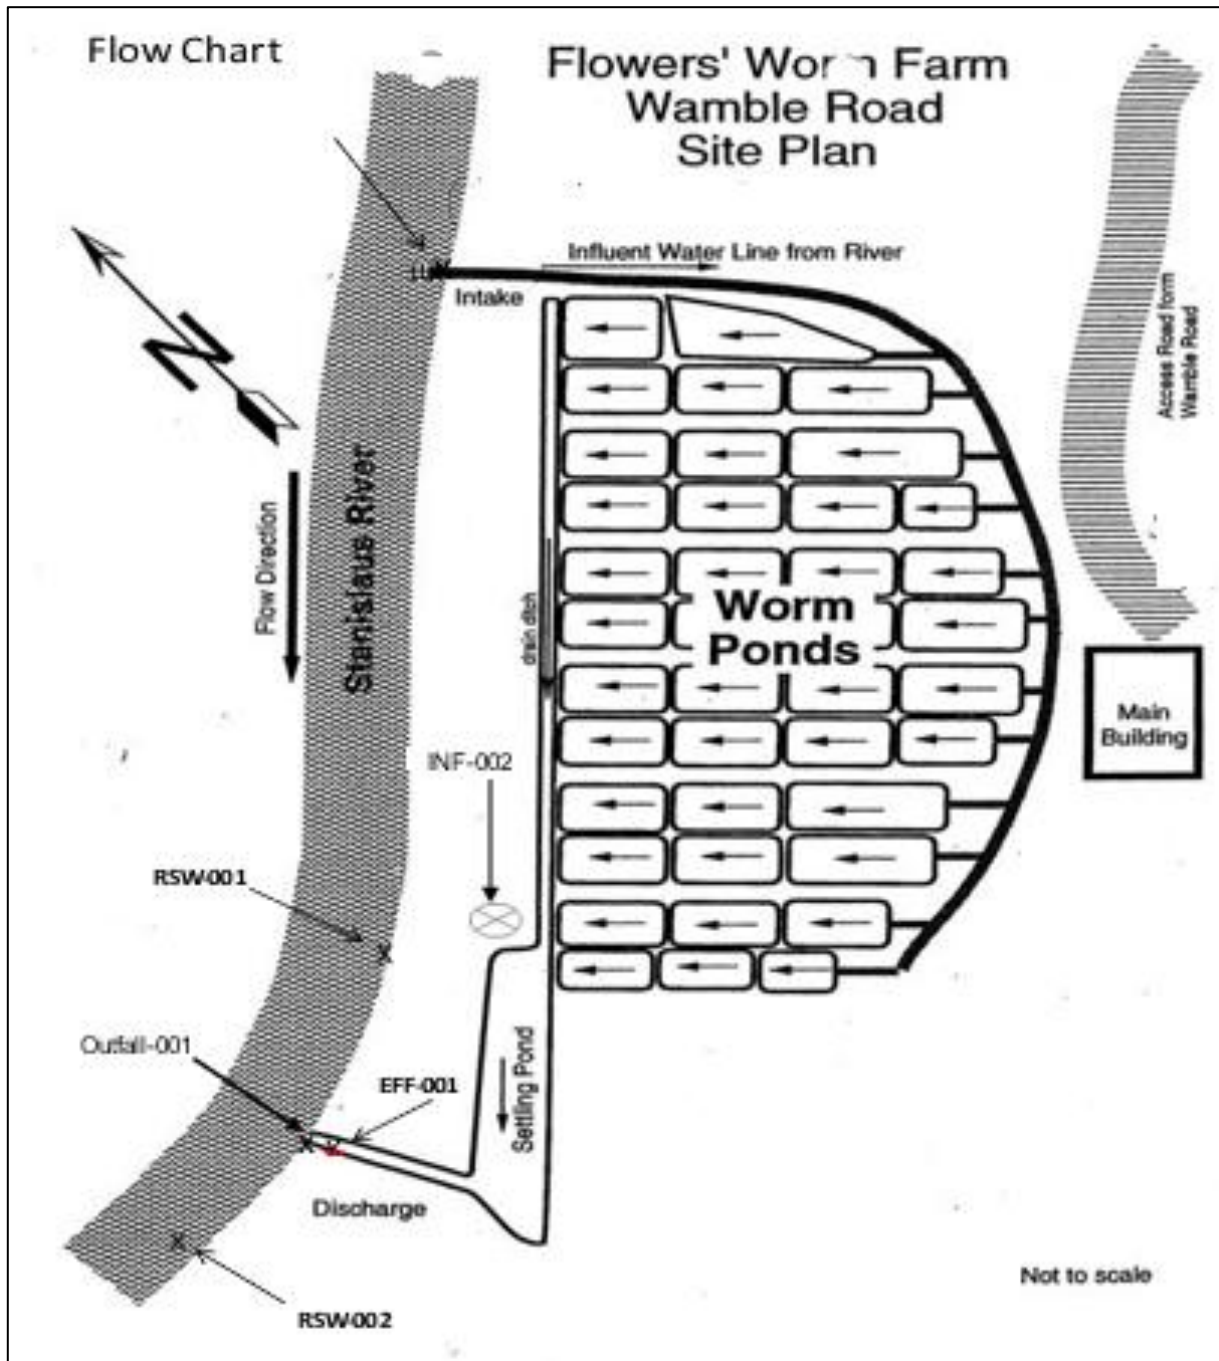 Flow Chart
Flowers' Worm Farm
Wamble Road
Site Plan
Influent Water Line from River
Intake
Access Road form
Wamble Road
N
Flow Direction
Stanislaus River
drain ditch
Worm
Ponds
Main
Building
INF-002
RSW-001
Outfall-001
EFF-001
Settling Pond
Discharge
RSW-002
Not to scale